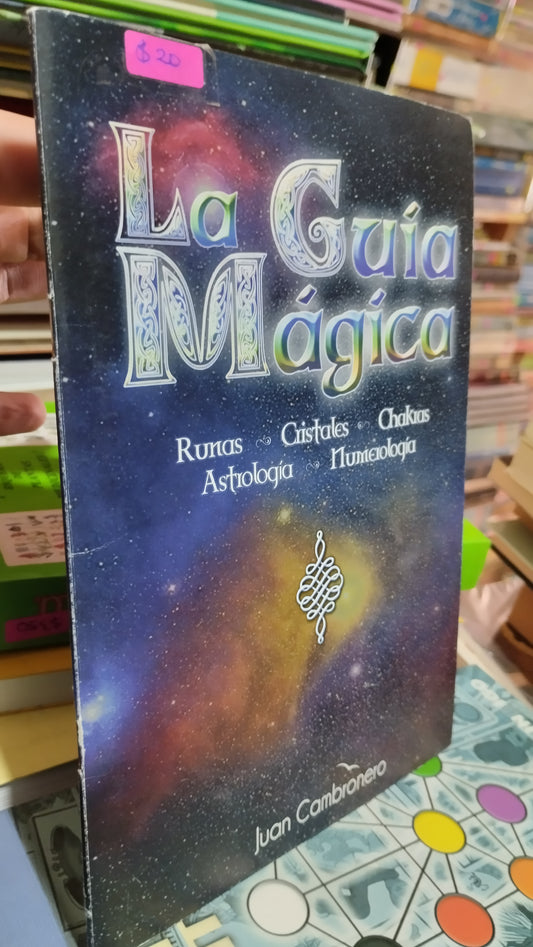 $ 20
La Guía
Mágica
Runas Cristales Chakras
Astrología Numerología
Juan Cambronero